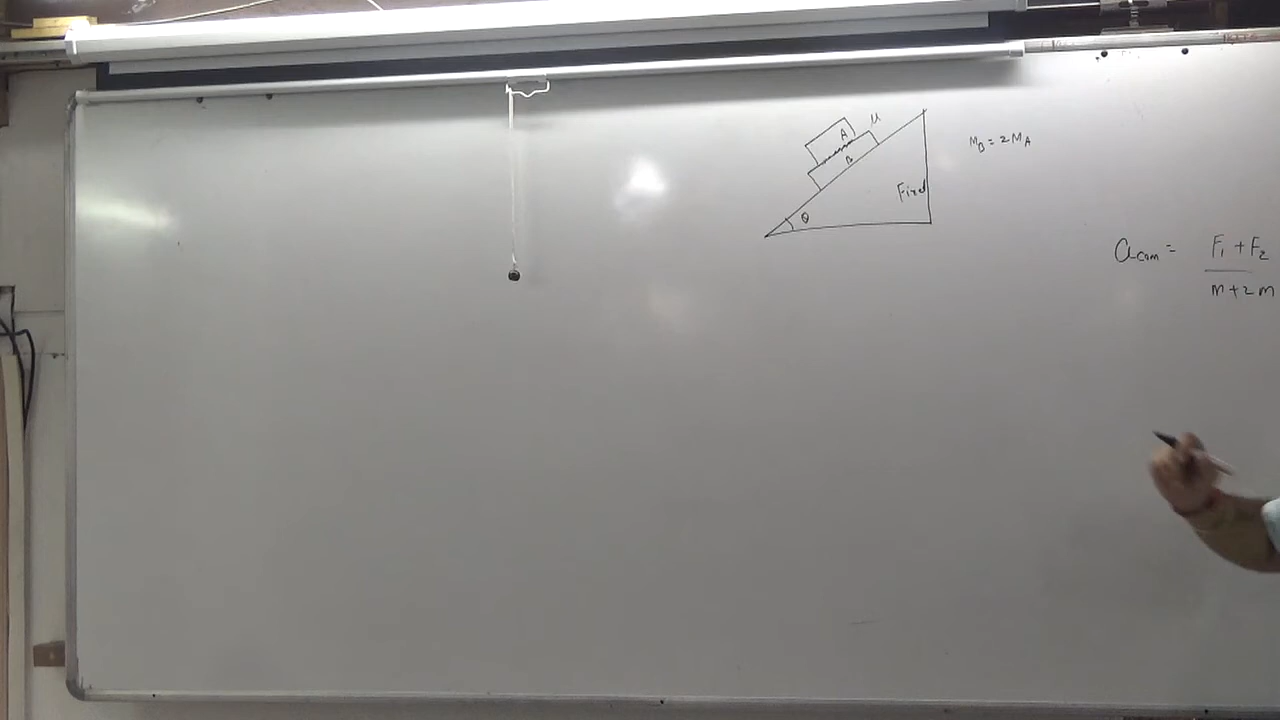 μ
A
B
θ
Fixed
M_B = 2M_A
a_com = F_1 + F_2
m + 2m